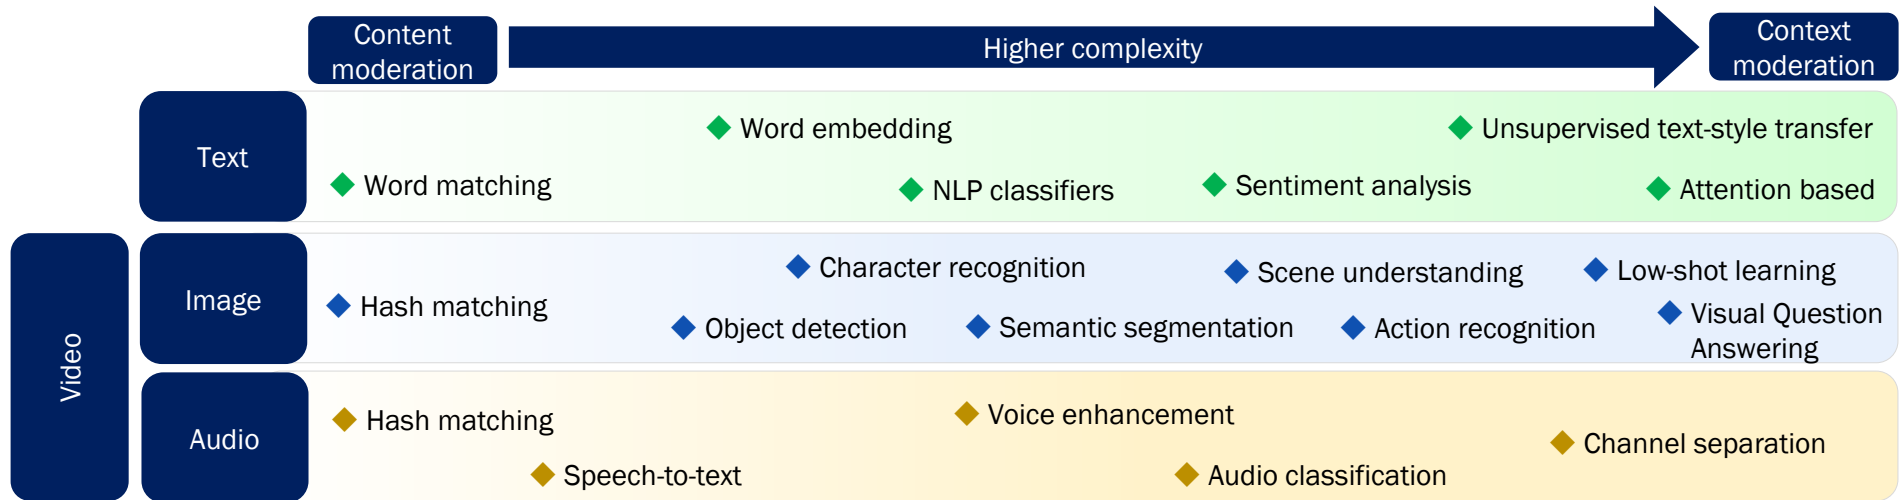 Content
moderation
Higher complexity
Context
moderation
Text
Word embedding
Unsupervised text-style transfer
Word matching
NLP classifiers
Sentiment analysis
Attention based
Video
Image
Character recognition
Scene understanding
Low-shot learning
Hash matching
Object detection
Semantic segmentation
Action recognition
Visual Question
Answering
Audio
Hash matching
Voice enhancement
Channel separation
Speech-to-text
Audio classification